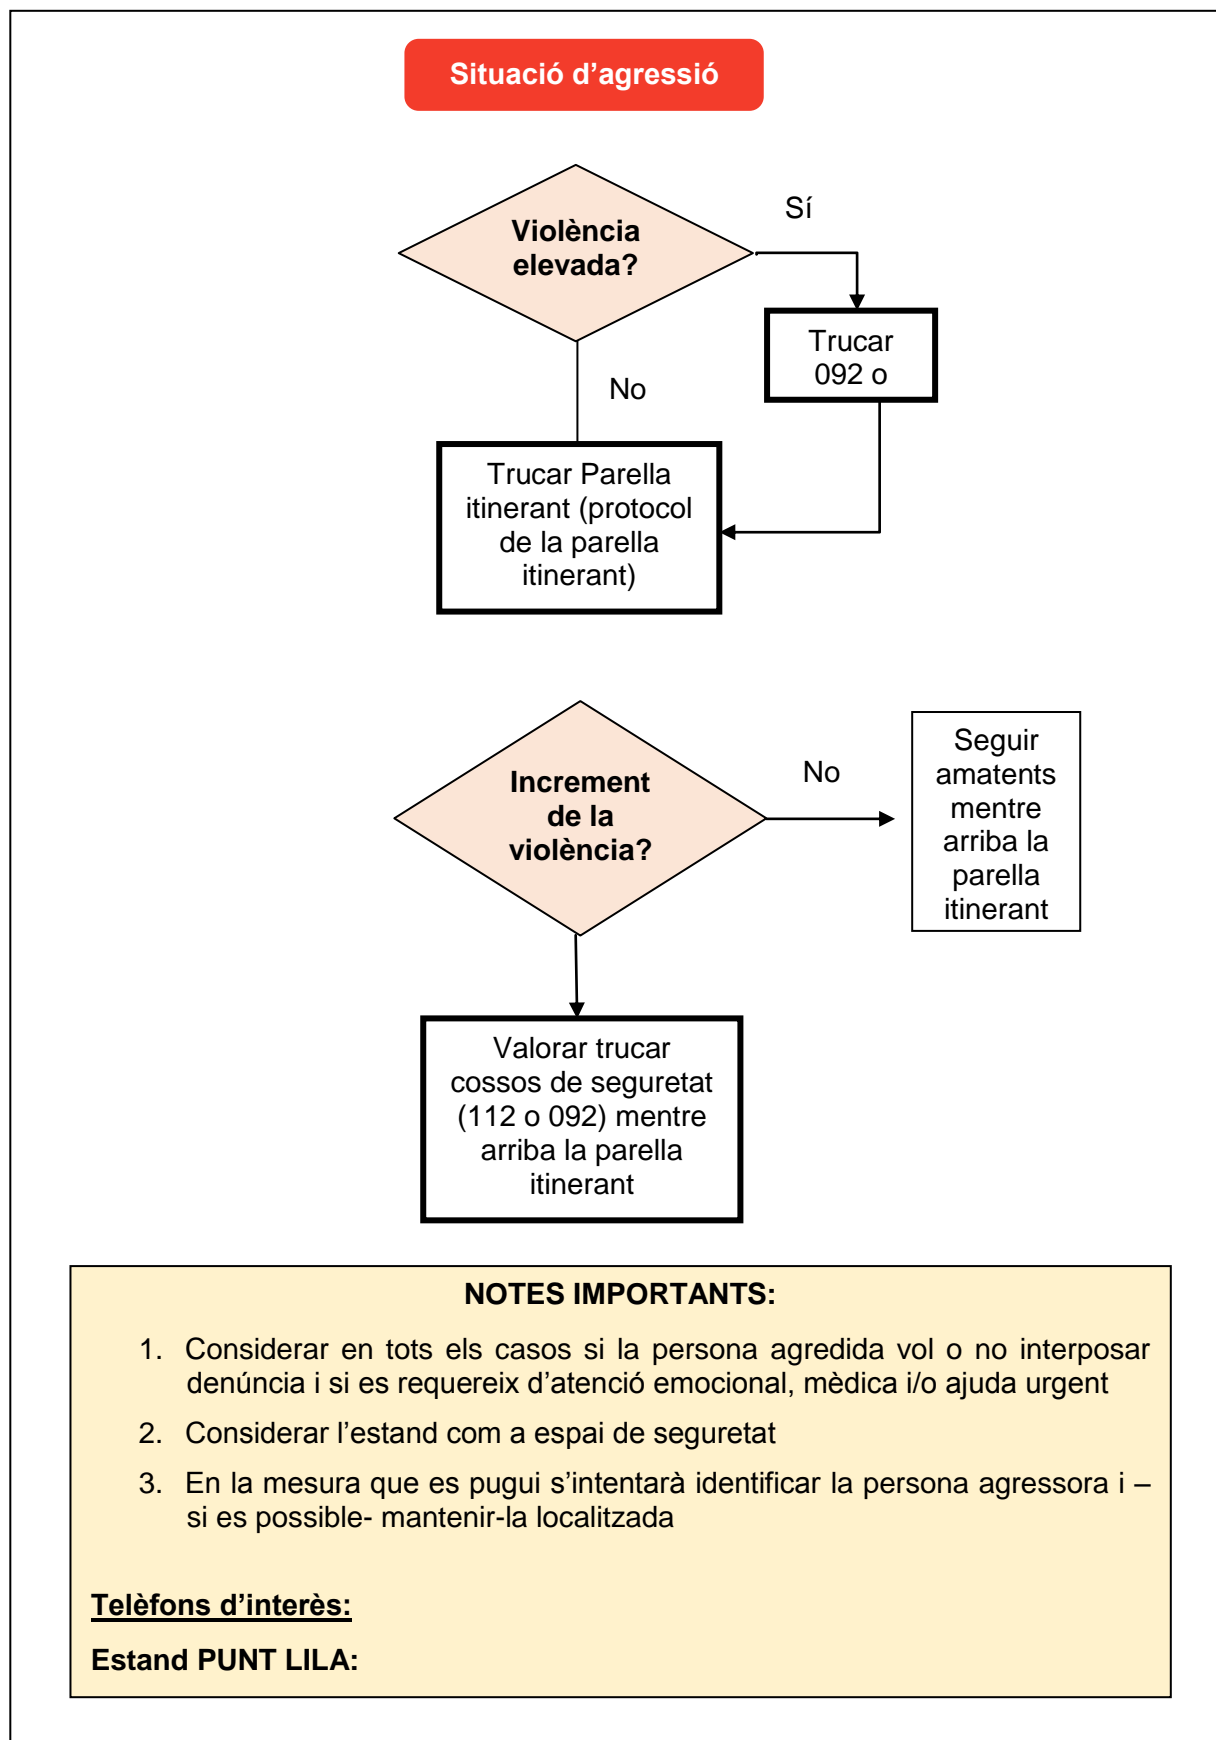 Situació d’agressió
Violència
elevada?
Sí
Trucar
092 o
No
Trucar Parella
itinerant (protocol
de la parella
itinerant)
Increment
de la
violència?
No
Seguir
amatents
mentre
arriba la
parella
itinerant
Valorar trucar
cossos de seguretat
(112 o 092) mentre
arriba la parella
itinerant
NOTES IMPORTANTS:
1. Considerar en tots els casos si la persona agredida vol o no interposar
denúncia i si es requereix d’atenció emocional, mèdica i/o ajuda urgent
2. Considerar l’estand com a espai de seguretat
3. En la mesura que es pugui s’intentarà identificar la persona agressora i –
si es possible- mantenir-la localitzada
Telèfons d’interès:
Estand PUNT LILA: